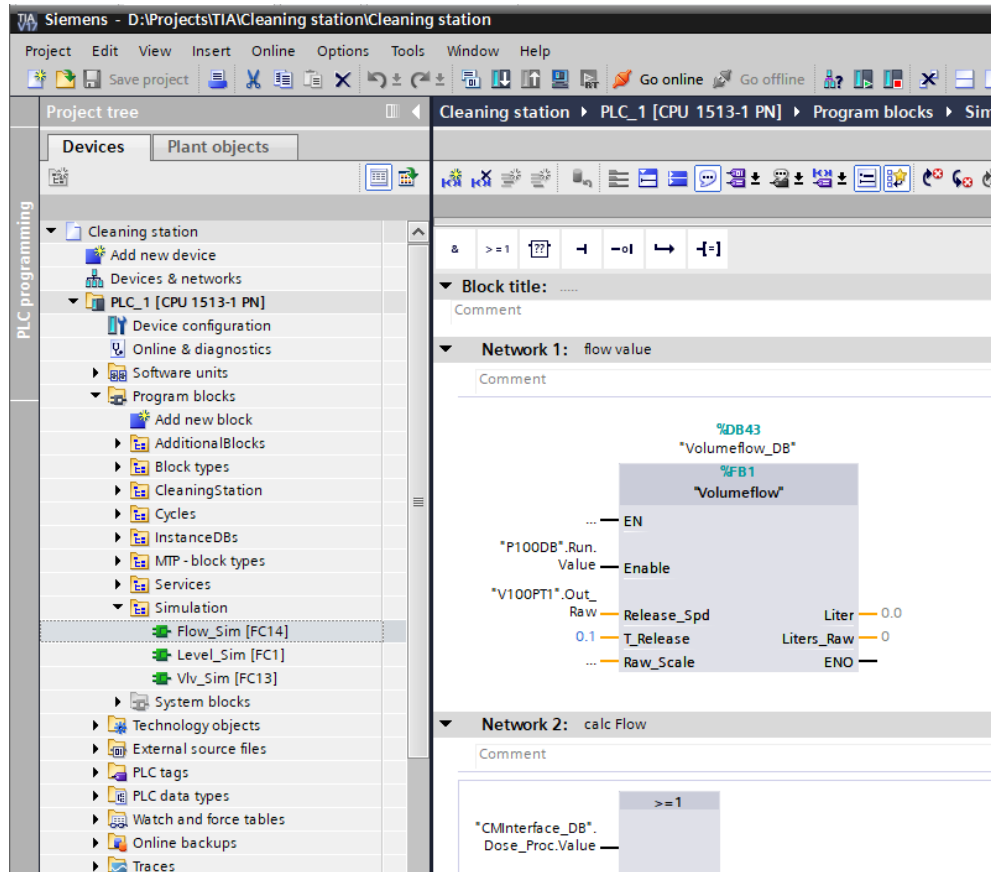 Siemens - D:\Projects\TIA\Cleaning station\Cleaning station
Project Edit View Insert Online Options Tools Window Help
Save project Go online Go offline
Project tree
Cleaning station PLC_1 [CPU 1513-1 PN] Program blocks Sim
Devices Plant objects
PLC programming
Cleaning station
Add new device
Devices & networks
PLC_1 [CPU 1513-1 PN]
Device configuration
Online & diagnostics
Software units
Program blocks
Add new block
AdditionalBlocks
Block types
CleaningStation
Cycles
InstanceDBs
MTP - block types
Services
Simulation
Flow_Sim [FC14]
Level_Sim [FC1]
Vlv_Sim [FC13]
System blocks
Technology objects
External source files
PLC tags
PLC data types
Watch and force tables
Online backups
Traces
& >=1 ?? -| -o| -[=]
Block title: .....
Comment
Network 1: flow value
Comment
%DB43
"Volumeflow_DB"
%FB1
"Volumeflow"
... EN
"P100DB".Run.
Value Enable
"V100PT1".Out_
Raw Release_Spd Liter 0.0
0.1 T_Release Liters_Raw 0
... Raw_Scale ENO
Network 2: calc Flow
Comment
>=1
"CMInterface_DB".
Dose_Proc.Value